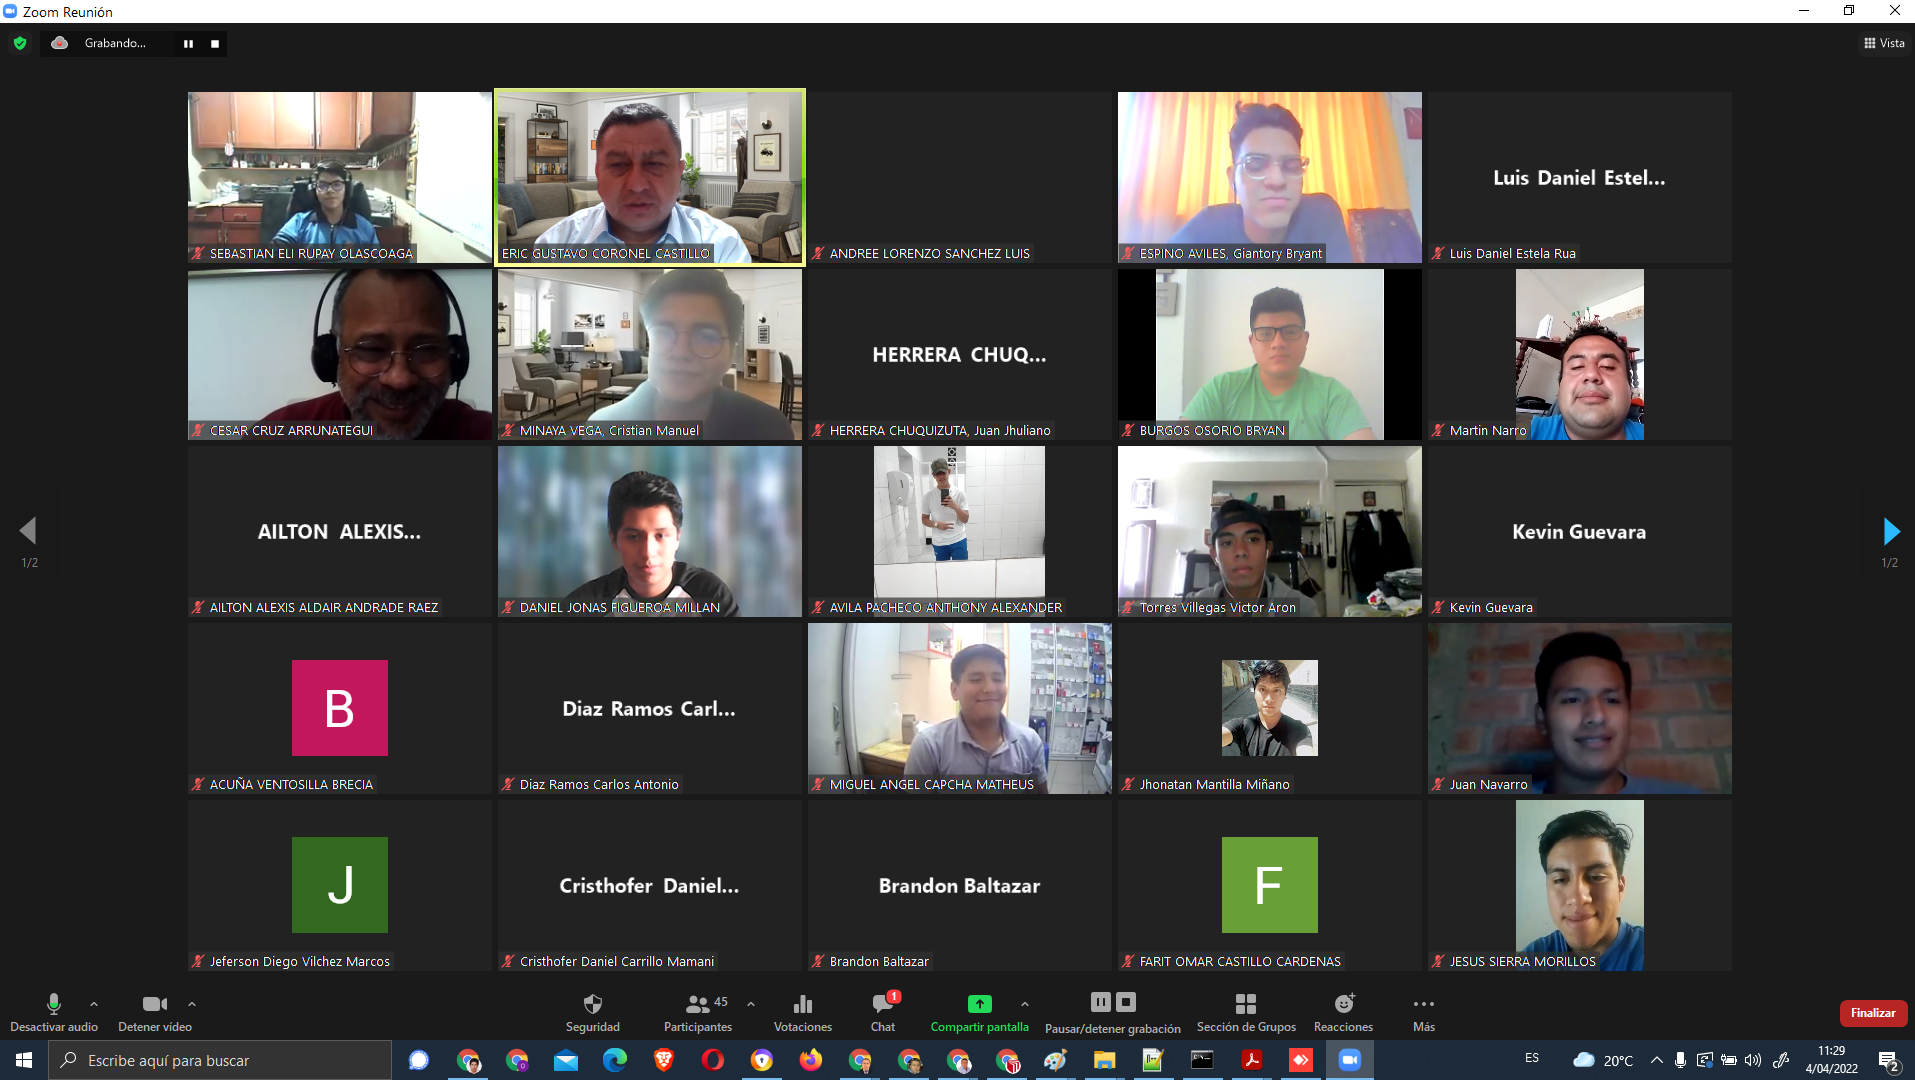 Zoom Reunión
Grabando...
Vista
SEBASTIAN ELI RUPAY OLASCOAGA
ERIC GUSTAVO CORONEL CASTILLO
ANDREE LORENZO SANCHEZ LUIS
ESPINO AVILES, Giantory Bryant
Luis Daniel Estel...
Luis Daniel Estela Rua
CESAR CRUZ ARRUNATEGUI
MINAYA VEGA, Cristian Manuel
HERRERA CHUQ...
HERRERA CHUQUIZUTA, Juan Jhuliano
BURGOS OSORIO BRYAN
Martin Narro
AILTON ALEXIS...
AILTON ALEXIS ALDAIR ANDRADE RAEZ
DANIEL JONAS FIGUEROA MILLAN
AVILA PACHECO ANTHONY ALEXANDER
Torres Villegas Victor Aron
Kevin Guevara
Kevin Guevara
1/2
1/2
B
ACUÑA VENTOSILLA BRECIA
Diaz Ramos Carl...
Diaz Ramos Carlos Antonio
MIGUEL ANGEL CAPCHA MATHEUS
Jhonatan Mantilla Miñano
Juan Navarro
J
Jeferson Diego Vilchez Marcos
Cristhofer Daniel...
Cristhofer Daniel Carrillo Mamani
Brandon Baltazar
Brandon Baltazar
F
FARIT OMAR CASTILLO CARDENAS
JESUS SIERRA MORILLOS
Desactivar audio
Detener vídeo
Seguridad
45
Participantes
Votaciones
1
Chat
Compartir pantalla
Pausar/detener grabación
Sección de Grupos
Reacciones
Más
Finalizar
Escribe aquí para buscar
ES
20°C
11:29
4/04/2022
2